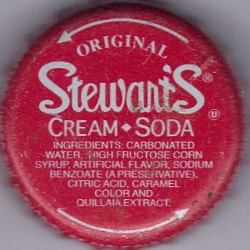 ORIGINAL
Stewart's®
CREAM◆SODA
INGREDIENTS: CARBONATED
WATER, HIGH FRUCTOSE CORN
SYRUP, ARTIFICIAL FLAVOR, SODIUM
BENZOATE (A PRESERVATIVE),
CITRIC ACID, CARAMEL
COLOR AND
QUILLAIA EXTRACT.
U